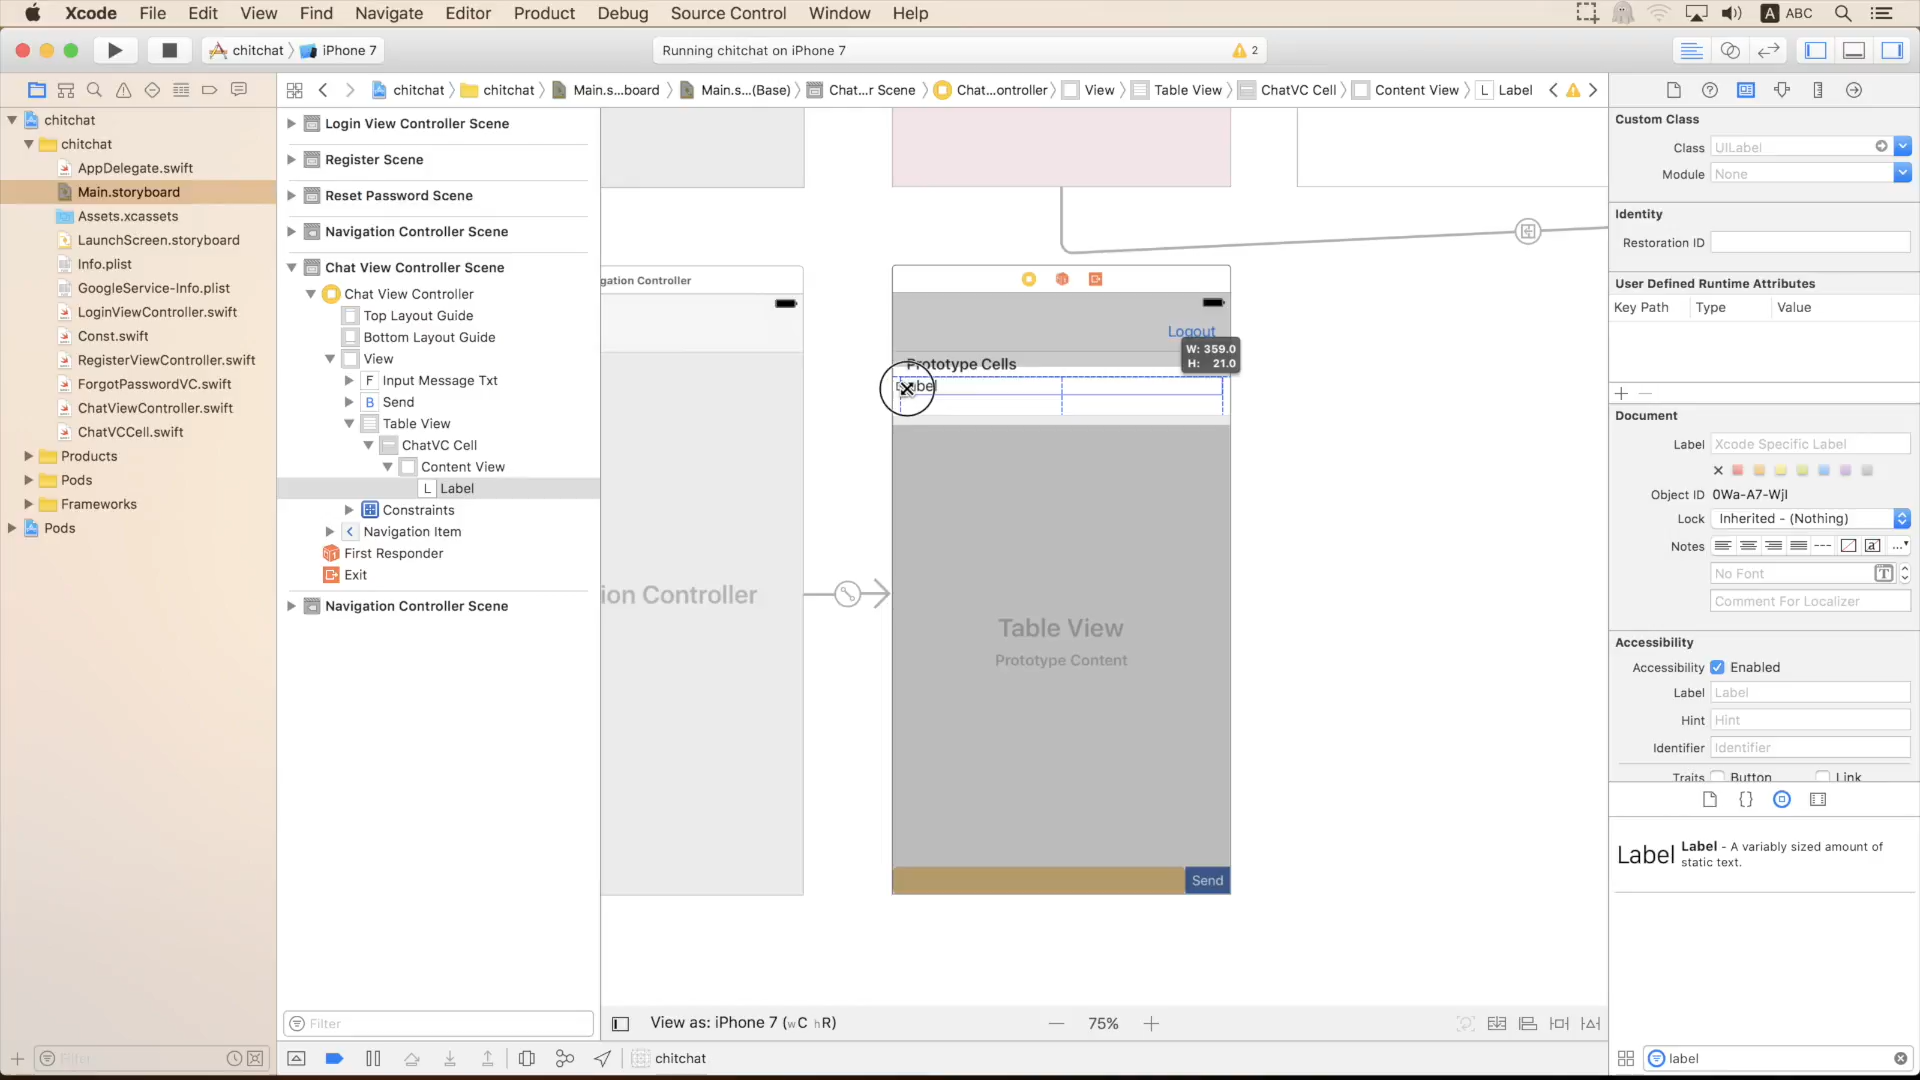 Xcode File Edit View Find Navigate Editor Product Debug Source Control Window Help A ABC
chitchat iPhone 7 Running chitchat on iPhone 7 2
chitchat chitchat Main.s...board Main.s...(Base) Chat...r Scene Chat...ontroller View Table View ChatVC Cell Content View L Label
chitchat
chitchat
AppDelegate.swift
Main.storyboard
Assets.xcassets
LaunchScreen.storyboard
Info.plist
GoogleService-Info.plist
LoginViewController.swift
Const.swift
RegisterViewController.swift
ForgotPasswordVC.swift
ChatViewController.swift
ChatVCCell.swift
Products
Pods
Frameworks
Pods
Filter
Login View Controller Scene
Register Scene
Reset Password Scene
Navigation Controller Scene
Chat View Controller Scene
Chat View Controller
Top Layout Guide
Bottom Layout Guide
View
F Input Message Txt
B Send
Table View
ChatVC Cell
Content View
L Label
Constraints
Navigation Item
First Responder
Exit
Navigation Controller Scene
Filter
gation Controller
ion Controller
Logout
W: 359.0
H: 21.0
Prototype Cells
Label
Table View
Prototype Content
Send
View as: iPhone 7 (wC hR)
75%
chitchat
Custom Class
Class UILabel
Module None
Identity
Restoration ID
User Defined Runtime Attributes
Key Path Type Value
Document
Label Xcode Specific Label
Object ID 0Wa-A7-WjI
Lock Inherited - (Nothing)
Notes
No Font T
Comment For Localizer
Accessibility
Accessibility Enabled
Label Label
Hint Hint
Identifier Identifier
Traits Button Link
{}
Label Label - A variably sized amount of
static text.
label